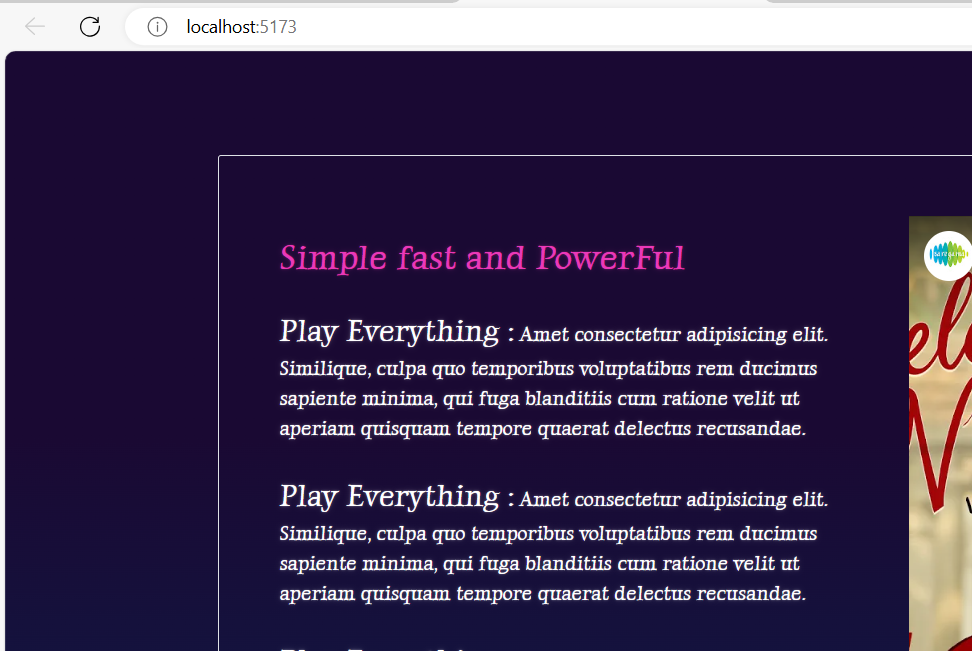 localhost:5173
Simple fast and PowerFul
Play Everything : Amet consectetur adipisicing elit.
Similique, culpa quo temporibus voluptatibus rem ducimus
sapiente minima, qui fuga blanditiis cum ratione velit ut
aperiam quisquam tempore quaerat delectus recusandae.
Play Everything : Amet consectetur adipisicing elit.
Similique, culpa quo temporibus voluptatibus rem ducimus
sapiente minima, qui fuga blanditiis cum ratione velit ut
aperiam quisquam tempore quaerat delectus recusandae.